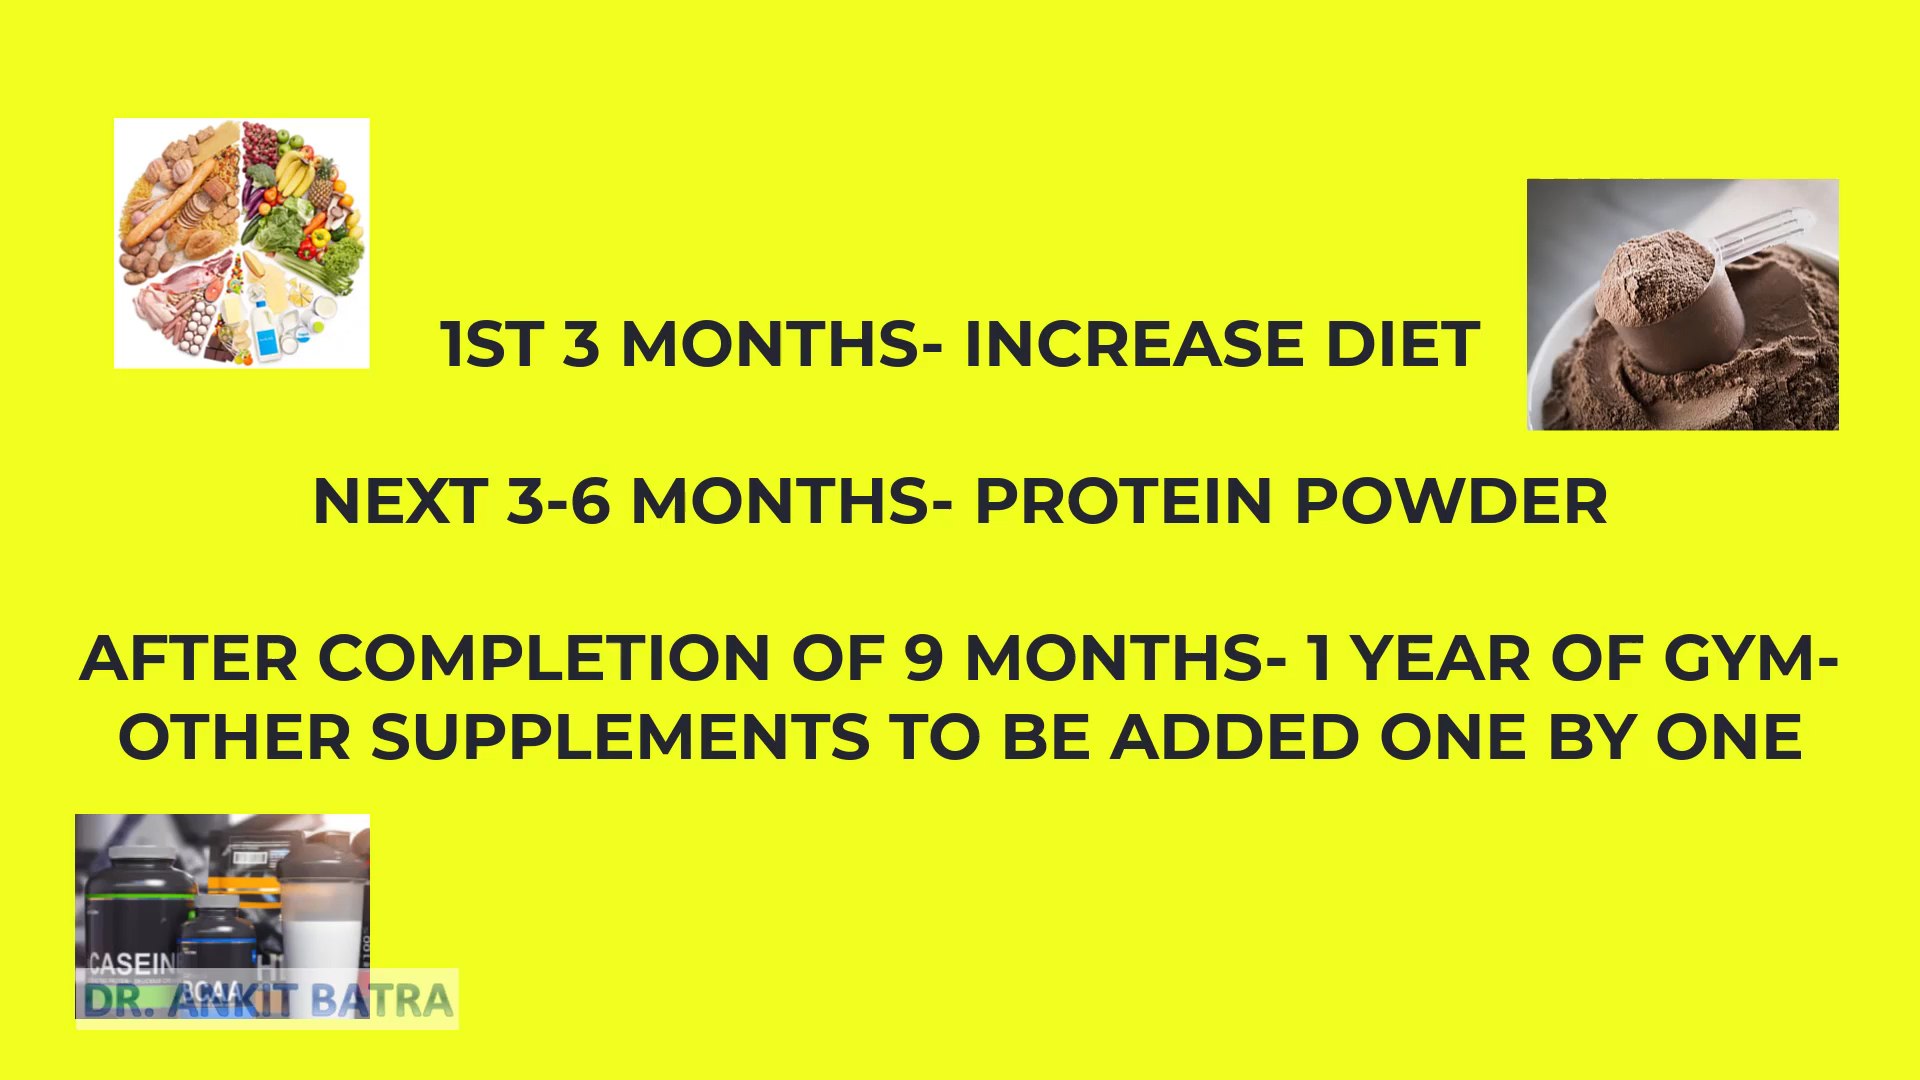 1ST 3 MONTHS- INCREASE DIET
NEXT 3-6 MONTHS- PROTEIN POWDER
AFTER COMPLETION OF 9 MONTHS- 1 YEAR OF GYM-
OTHER SUPPLEMENTS TO BE ADDED ONE BY ONE
CASEIN
BCAA
DR. ANKIT BATRA